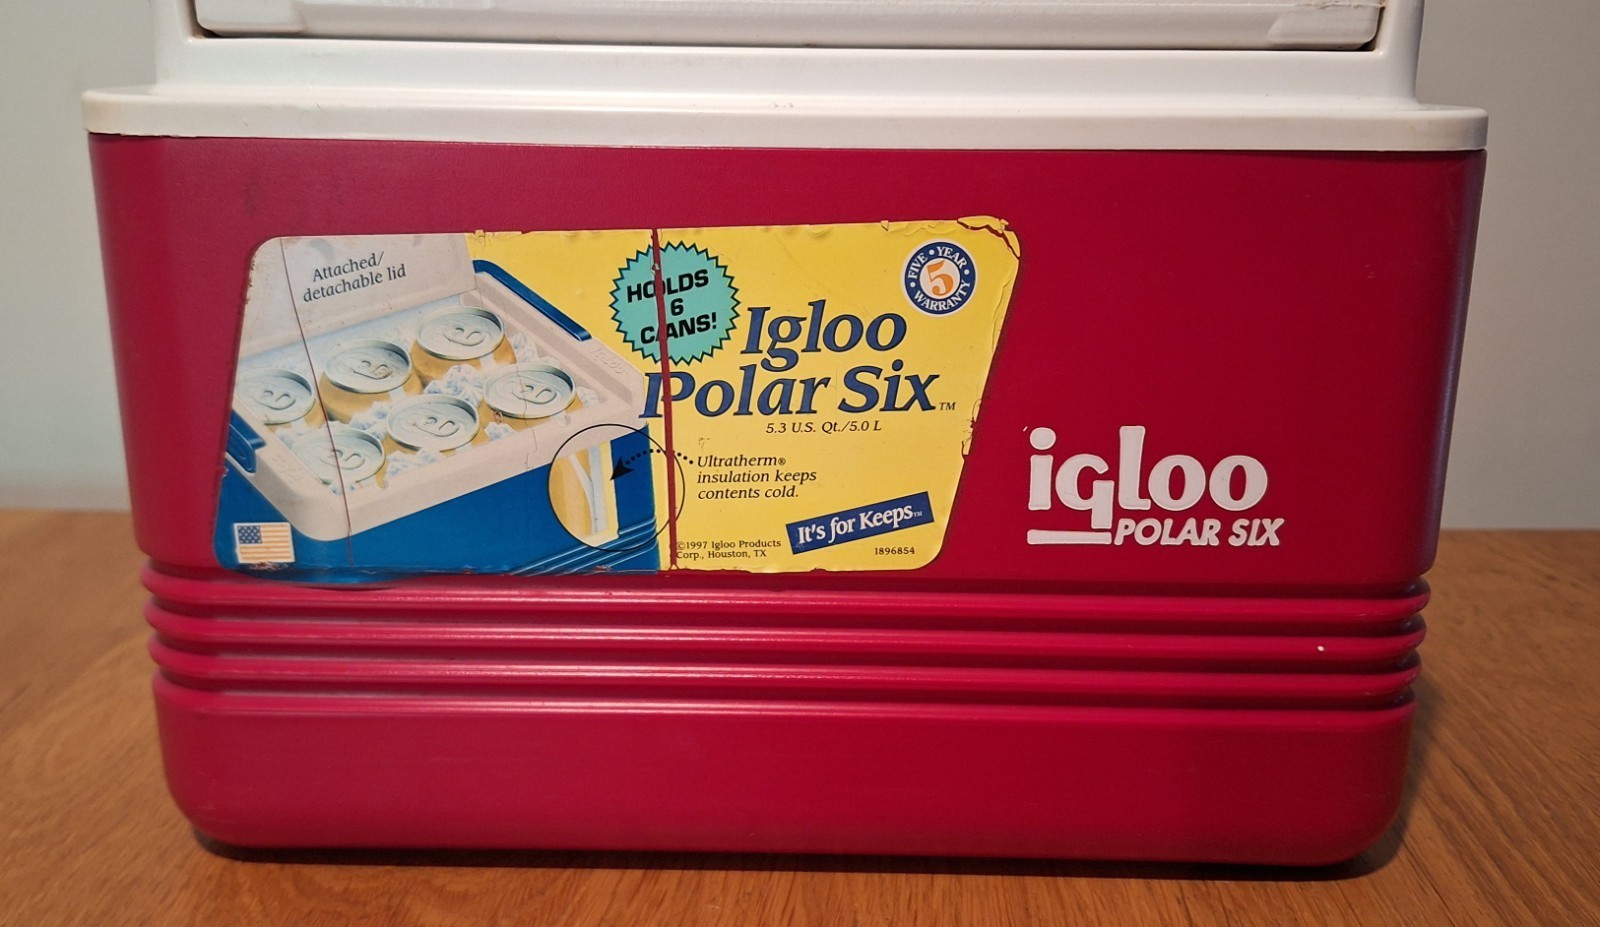 Attached/
detachable lid
HOLDS
6
CANS!
FIVE • YEAR
5
WARRANTY
Igloo
Polar Six™
5.3 U.S. Qt./5.0 L
Ultratherm®
insulation keeps
contents cold.
It's for Keeps™
©1997 Igloo Products
Corp., Houston, TX
1896854
igloo
POLAR SIX